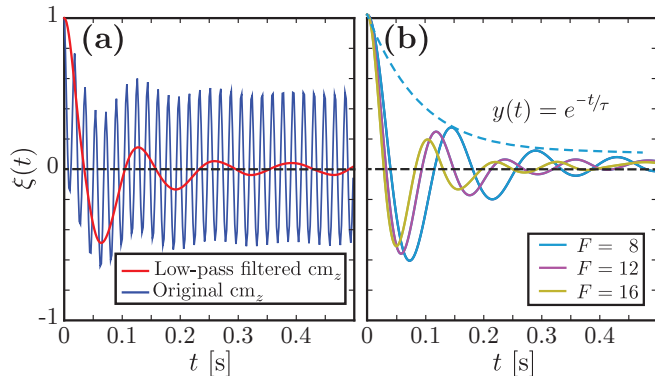 (a)
(b)
1
0
-1
ξ(t)
y(t) = e^{-t/τ}
Low-pass filtered cm_z
Original cm_z
F = 8
F = 12
F = 16
0 0.1 0.2 0.3 0.4
0 0.1 0.2 0.3 0.4
t [s]
t [s]